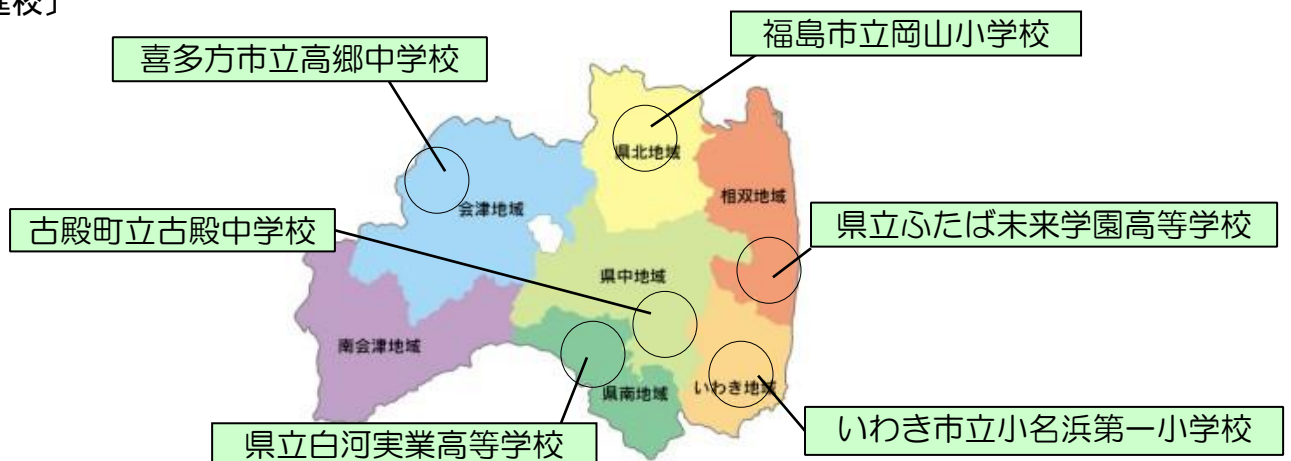 校〕
福島市立岡山小学校
喜多方市立高郷中学校
県北地域
相双地域
会津地域
古殿町立古殿中学校
県立ふたば未来学園高等学校
県中地域
南会津地域
県南地域
いわき地域
県立白河実業高等学校
いわき市立小名浜第一小学校